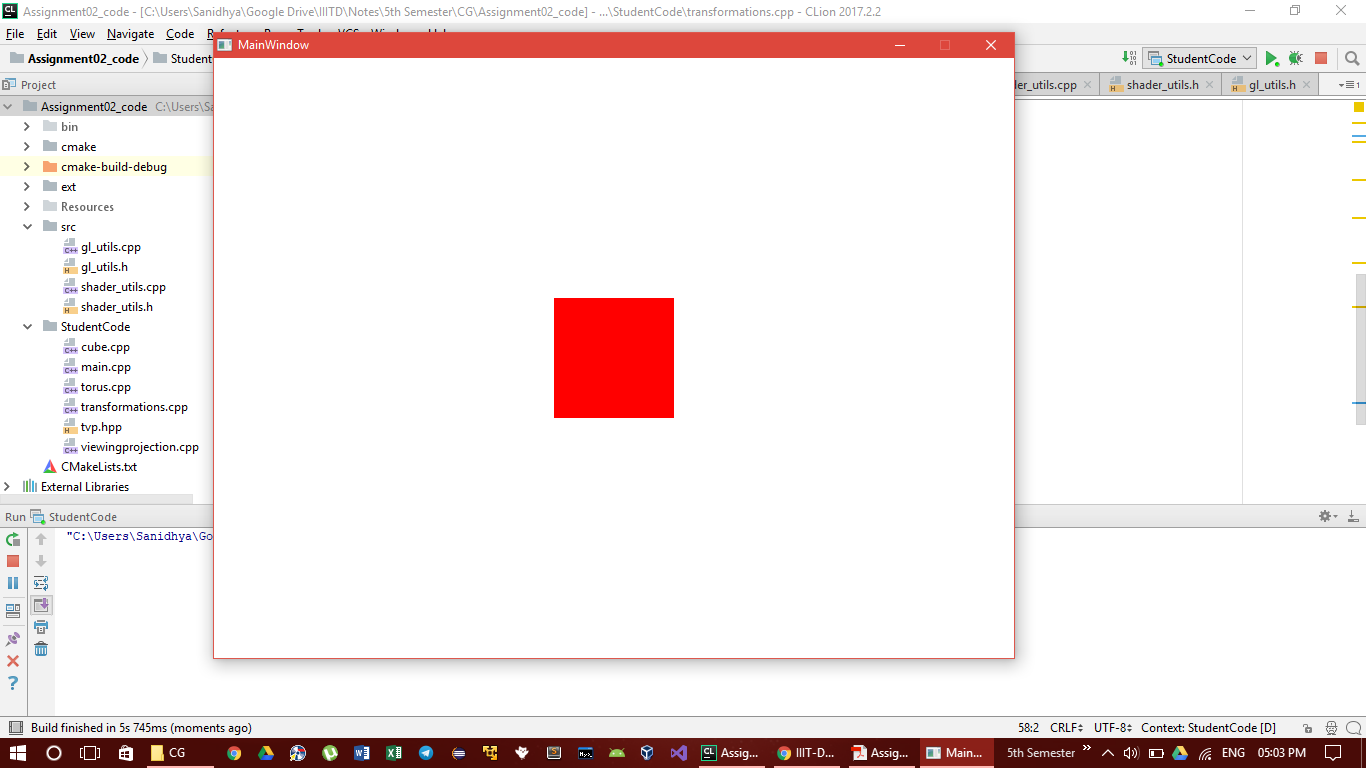 Assignment02_code - [C:\Users\Sanidhya\Google Drive\IIITD\Notes\5th Semester\CG\Assignment02_code] - ...\StudentCode\transformations.cpp - CLion 2017.2.2
File Edit View Navigate Code
MainWindow
Assignment02_code Student
StudentCode
Project
ler_utils.cpp shader_utils.h gl_utils.h
Assignment02_code C:\Users\Sa
bin
cmake
cmake-build-debug
ext
Resources
src
gl_utils.cpp
gl_utils.h
shader_utils.cpp
shader_utils.h
StudentCode
cube.cpp
main.cpp
torus.cpp
transformations.cpp
tvp.hpp
viewingprojection.cpp
CMakeLists.txt
External Libraries
Run StudentCode
"C:\Users\Sanidhya\Go
Build finished in 5s 745ms (moments ago) 58:2 CRLF UTF-8 Context: StudentCode [D]
CG Assig... IIIT-D... Assig... Main... 5th Semester ENG 05:03 PM